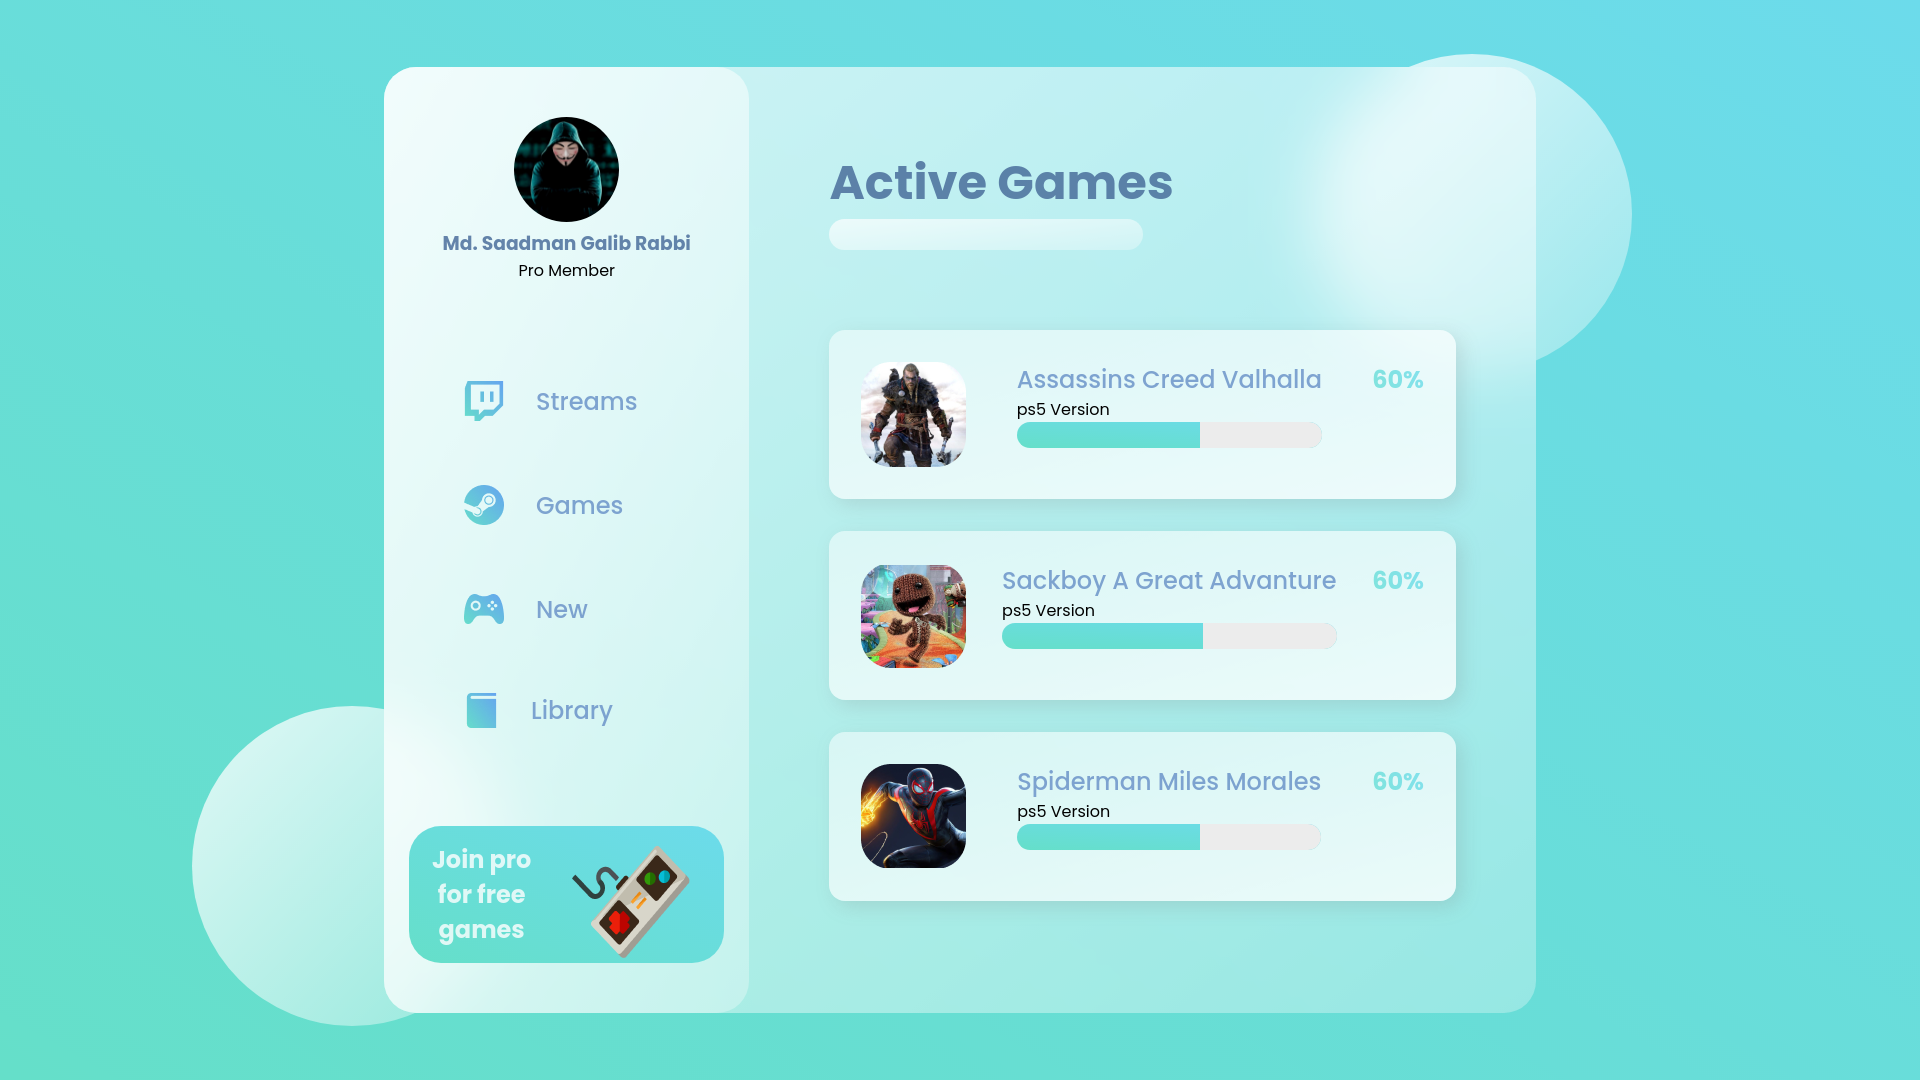 Md. Saadman Galib Rabbi
Pro Member
Streams
Games
New
Library
Join pro
for free
games
Active Games
Assassins Creed Valhalla
60%
ps5 Version
Sackboy A Great Advanture
60%
ps5 Version
Spiderman Miles Morales
60%
ps5 Version